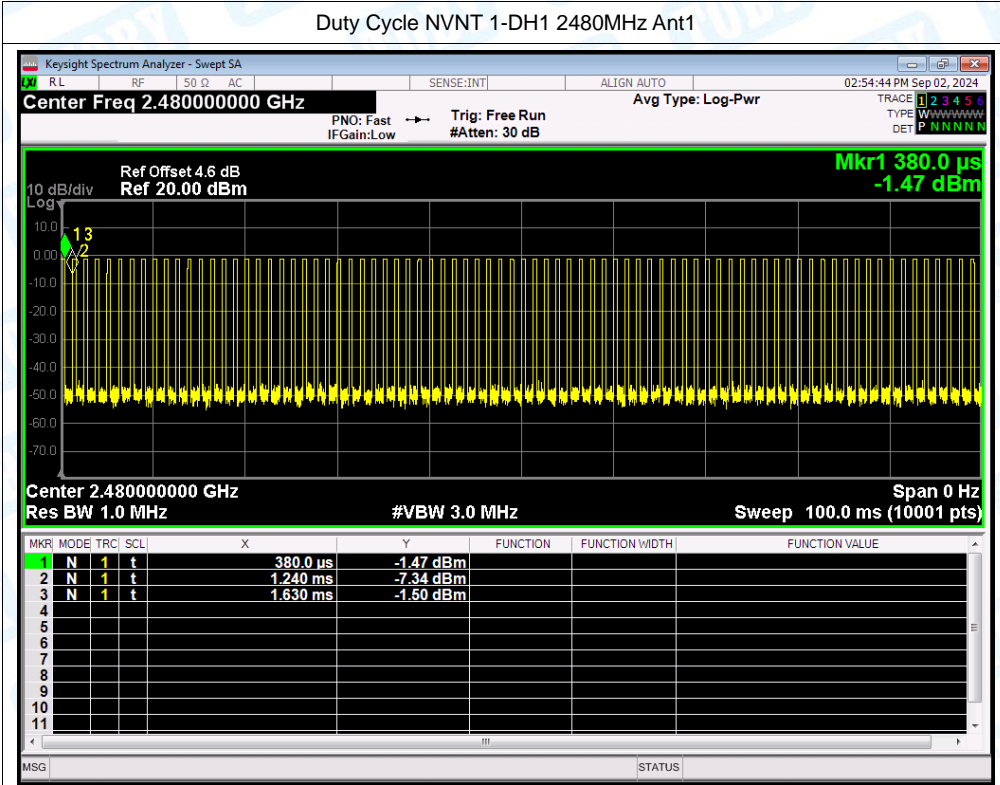 Duty Cycle NVNT 1-DH1 2480MHz Ant1
Keysight Spectrum Analyzer - Swept SA
LXI RL RF 50 Ω AC SENSE:INT ALIGN AUTO 02:54:44 PM Sep 02, 2024
Center Freq 2.480000000 GHz
Avg Type: Log-Pwr
TRACE 1 2 3 4 5 6
PNO: Fast Trig: Free Run
TYPE W WWWWW
IFGain:Low #Atten: 30 dB
DET P N N N N N
Mkr1 380.0 µs
Ref Offset 4.6 dB
10 dB/div Ref 20.00 dBm
-1.47 dBm
Log
10.0
1 3
2
0.00
-10.0
-20.0
-30.0
-40.0
-50.0
-60.0
-70.0
Center 2.480000000 GHz Span 0 Hz
Res BW 1.0 MHz #VBW 3.0 MHz Sweep 100.0 ms (10001 pts)
MKR MODE TRC SCL X Y FUNCTION FUNCTION WIDTH FUNCTION VALUE
1 N 1 t 380.0 µs -1.47 dBm
2 N 1 t 1.240 ms -7.34 dBm
3 N 1 t 1.630 ms -1.50 dBm
4
5
6
7
8
9
10
11
MSG STATUS